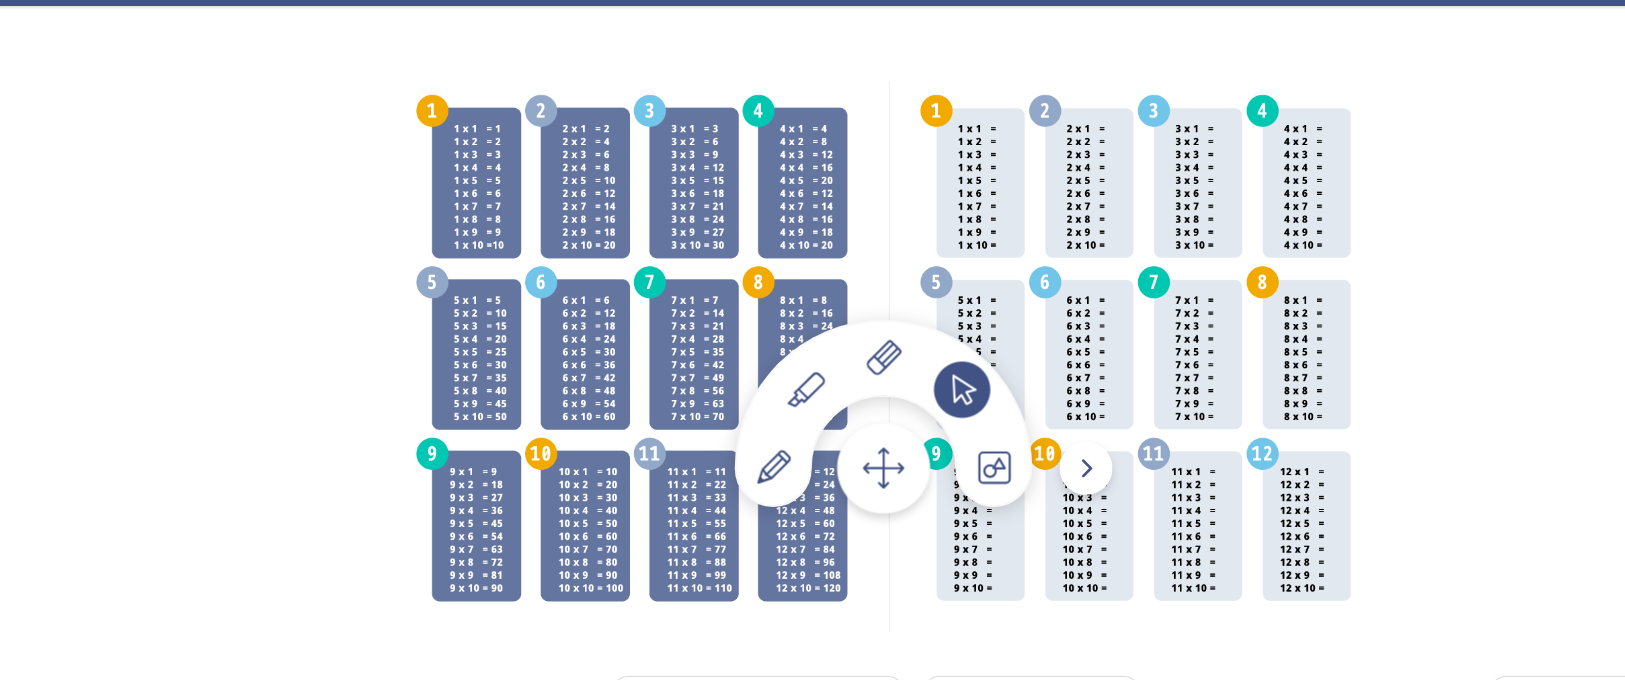 1
1 x 1 = 1
1 x 2 = 2
1 x 3 = 3
1 x 4 = 4
1 x 5 = 5
1 x 6 = 6
1 x 7 = 7
1 x 8 = 8
1 x 9 = 9
1 x 10 =10
2
2 x 1 = 2
2 x 2 = 4
2 x 3 = 6
2 x 4 = 8
2 x 5 = 10
2 x 6 = 12
2 x 7 = 14
2 x 8 = 16
2 x 9 = 18
2 x 10 = 20
3
3 x 1 = 3
3 x 2 = 6
3 x 3 = 9
3 x 4 = 12
3 x 5 = 15
3 x 6 = 18
3 x 7 = 21
3 x 8 = 24
3 x 9 = 27
3 x 10 = 30
4
4 x 1 = 4
4 x 2 = 8
4 x 3 = 12
4 x 4 = 16
4 x 5 = 20
4 x 6 = 12
4 x 7 = 14
4 x 8 = 16
4 x 9 = 18
4 x 10 = 20
5
5 x 1 = 5
5 x 2 = 10
5 x 3 = 15
5 x 4 = 20
5 x 5 = 25
5 x 6 = 30
5 x 7 = 35
5 x 8 = 40
5 x 9 = 45
5 x 10 = 50
6
6 x 1 = 6
6 x 2 = 12
6 x 3 = 18
6 x 4 = 24
6 x 5 = 30
6 x 6 = 36
6 x 7 = 42
6 x 8 = 48
6 x 9 = 54
6 x 10 = 60
7
7 x 1 = 7
7 x 2 = 14
7 x 3 = 21
7 x 4 = 28
7 x 5 = 35
7 x 6 = 42
7 x 7 = 49
7 x 8 = 56
7 x 9 = 63
7 x 10 = 70
8
8 x 1 = 8
8 x 2 = 16
8 x 3 = 24
8 x 4
8
9
9 x 1 = 9
9 x 2 = 18
9 x 3 = 27
9 x 4 = 36
9 x 5 = 45
9 x 6 = 54
9 x 7 = 63
9 x 8 = 72
9 x 9 = 81
9 x 10 = 90
10
10 x 1 = 10
10 x 2 = 20
10 x 3 = 30
10 x 4 = 40
10 x 5 = 50
10 x 6 = 60
10 x 7 = 70
10 x 8 = 80
10 x 9 = 90
10 x 10 = 100
11
11 x 1 = 11
11 x 2 = 22
11 x 3 = 33
11 x 4 = 44
11 x 5 = 55
11 x 6 = 66
11 x 7 = 77
11 x 8 = 88
11 x 9 = 99
11 x 10 = 110
= 12
= 24
3 = 36
12 x 4 = 48
12 x 5 = 60
12 x 6 = 72
12 x 7 = 84
12 x 8 = 96
12 x 9 = 108
12 x 10 = 120
1
1 x 1 =
1 x 2 =
1 x 3 =
1 x 4 =
1 x 5 =
1 x 6 =
1 x 7 =
1 x 8 =
1 x 9 =
1 x 10 =
2
2 x 1 =
2 x 2 =
2 x 3 =
2 x 4 =
2 x 5 =
2 x 6 =
2 x 7 =
2 x 8 =
2 x 9 =
2 x 10 =
3
3 x 1 =
3 x 2 =
3 x 3 =
3 x 4 =
3 x 5 =
3 x 6 =
3 x 7 =
3 x 8 =
3 x 9 =
3 x 10 =
4
4 x 1 =
4 x 2 =
4 x 3 =
4 x 4 =
4 x 5 =
4 x 6 =
4 x 7 =
4 x 8 =
4 x 9 =
4 x 10 =
5
5 x 1 =
5 x 2 =
5 x 3 =
5 x 4 =
5 =
6
6 x 1 =
6 x 2 =
6 x 3 =
6 x 4 =
6 x 5 =
6 x 6 =
6 x 7 =
6 x 8 =
6 x 9 =
6 x 10 =
7
7 x 1 =
7 x 2 =
7 x 3 =
7 x 4 =
7 x 5 =
7 x 6 =
7 x 7 =
7 x 8 =
7 x 9 =
7 x 10 =
8
8 x 1 =
8 x 2 =
8 x 3 =
8 x 4 =
8 x 5 =
8 x 6 =
8 x 7 =
8 x 8 =
8 x 9 =
8 x 10 =
9
9
9
9 x 4 =
9 x 5 =
9 x 6 =
9 x 7 =
9 x 8 =
9 x 9 =
9 x 10 =
10
10 x 3 =
10 x 4 =
10 x 5 =
10 x 6 =
10 x 7 =
10 x 8 =
10 x 9 =
10 x 10 =
11
11 x 1 =
11 x 2 =
11 x 3 =
11 x 4 =
11 x 5 =
11 x 6 =
11 x 7 =
11 x 8 =
11 x 9 =
11 x 10 =
12
12 x 1 =
12 x 2 =
12 x 3 =
12 x 4 =
12 x 5 =
12 x 6 =
12 x 7 =
12 x 8 =
12 x 9 =
12 x 10 =